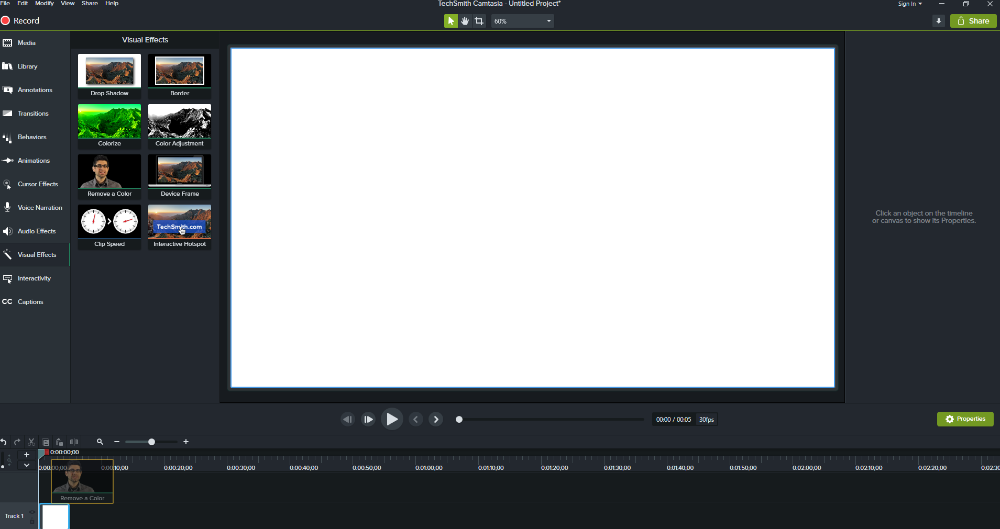 File Edit Modify View Share Help
TechSmith Camtasia - Untitled Project*
Sign In
Record
60%
Share
Media
Library
Annotations
Transitions
Behaviors
Animations
Cursor Effects
Voice Narration
Audio Effects
Visual Effects
Interactivity
CC Captions
Visual Effects
Drop Shadow
Border
Colorize
Color Adjustment
Remove a Color
Device Frame
Clip Speed
TechSmith.com
Interactive Hotspot
Click an object on the timeline
or canvas to show its Properties.
00:00 / 00:05 30fps
Properties
0:00:00;00
0:00:00;00 0:00:10;00 0:00:20;00 0:00:30;00 0:00:40;00 0:00:50;00 0:01:00;00 0:01:10;00 0:01:20;00 0:01:30;00 0:01:40;00 0:01:50;00 0:02:00;00 0:02:10;00 0:02:20;00 0:02:30
Remove a Color
Track 1